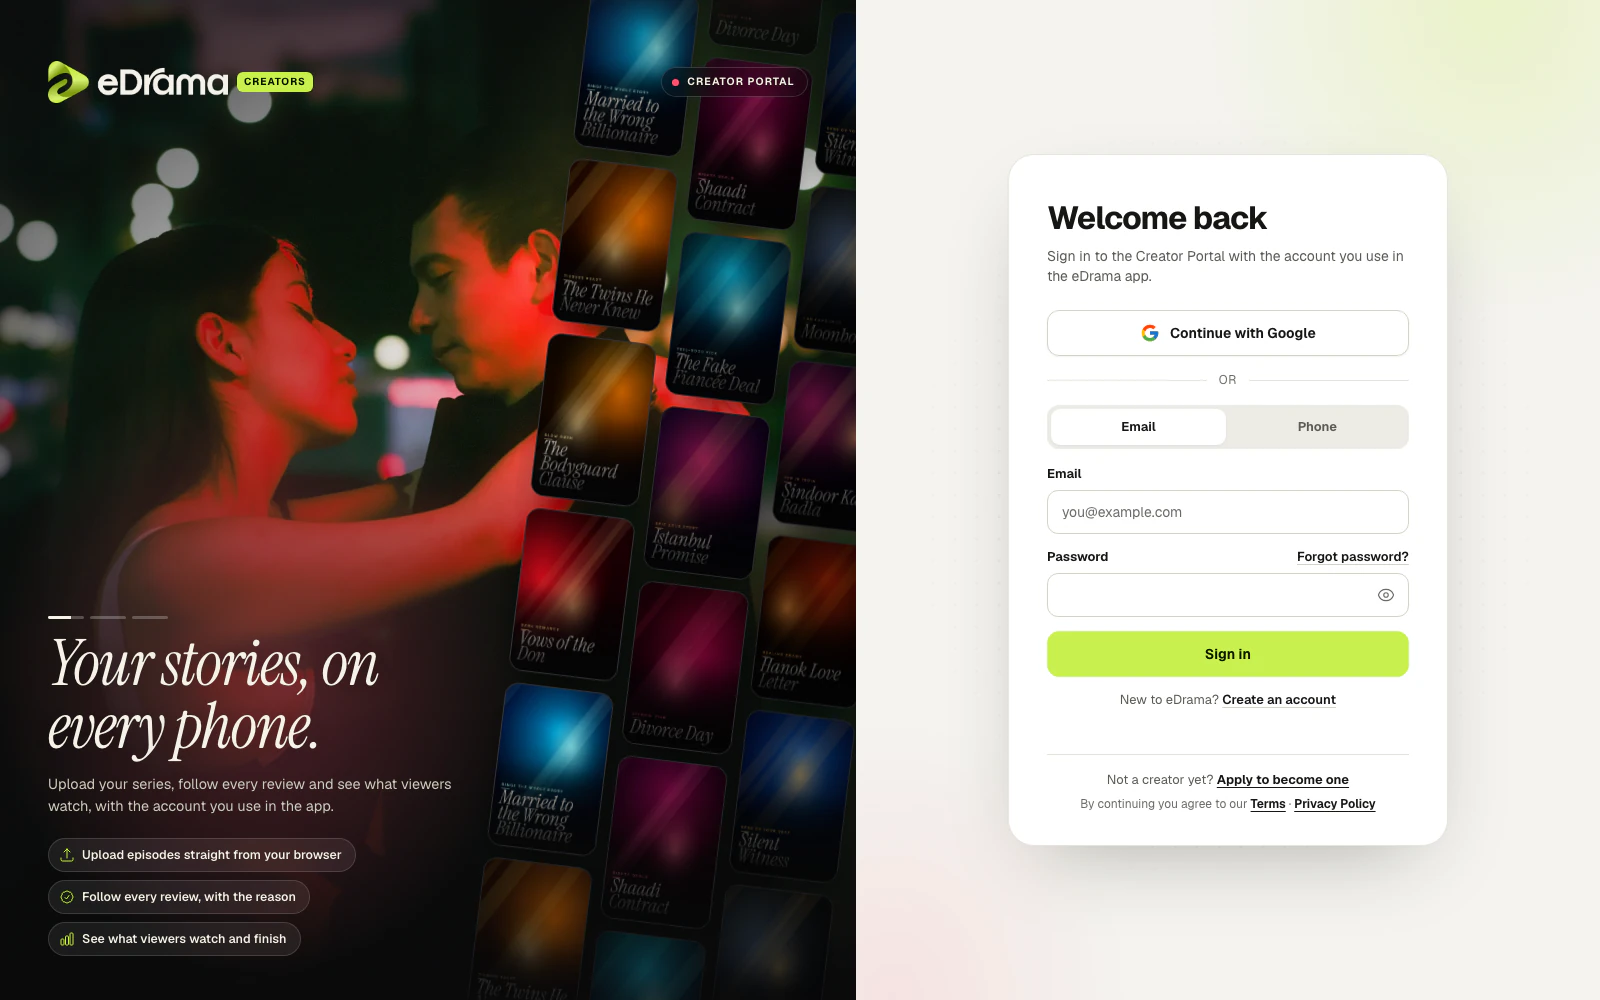 eDrama CREATORS
CREATOR PORTAL
Divorce Day
Married to
the Wrong
Billionaire
Shaadi
Contract
The Twins He
Never Knew
The Fake
Fiancée Deal
The
Bodyguard
Clause
Istanbul
Promise
Vows of the
Don
Hanok Love
Letter
Divorce Day
Married to
the Wrong
Billionaire
Silent
Witness
Shaadi
Contract
The Twins He
Your stories, on
every phone.
Upload your series, follow every review and see what viewers
watch, with the account you use in the app.
Upload episodes straight from your browser
Follow every review, with the reason
See what viewers watch and finish
Welcome back
Sign in to the Creator Portal with the account you use in
the eDrama app.
Continue with Google
OR
Email Phone
Email
you@example.com
Password Forgot password?
Sign in
New to eDrama? Create an account
Not a creator yet? Apply to become one
By continuing you agree to our Terms · Privacy Policy